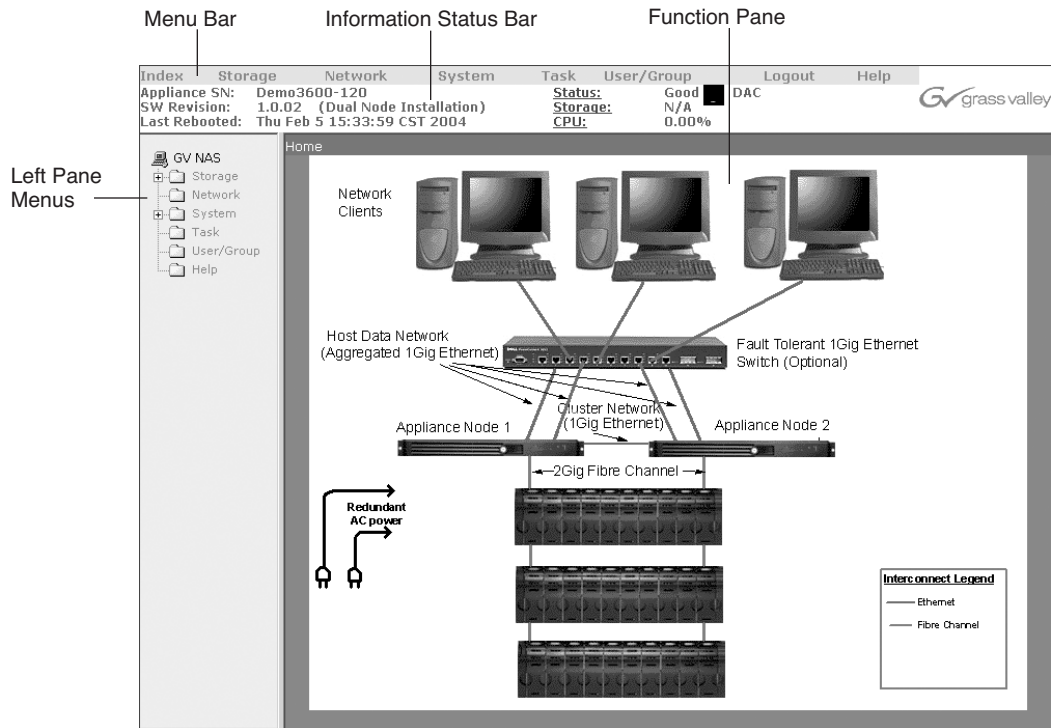 Menu Bar
Information Status Bar
Function Pane
Index Storage Network System Task User/Group Logout Help
Appliance SN: Demo3600-120
SW Revision: 1.0.02 (Dual Node Installation)
Last Rebooted: Thu Feb 5 15:33:59 CST 2004
Status: Good DAC
Storage: N/A
CPU: 0.00%
GV grass valley
Left Pane
Menus
GV NAS
Storage
Network
System
Task
User/Group
Help
Home
Network
Clients
Host Data Network
(Aggregated 1Gig Ethernet)
Fault Tolerant 1Gig Ethernet
Switch (Optional)
Cluster Network
(1Gig Ethernet)
Appliance Node 1
Appliance Node 2
2Gig Fibre Channel
Redundant
AC power
Interconnect Legend
Ethernet
Fibre Channel